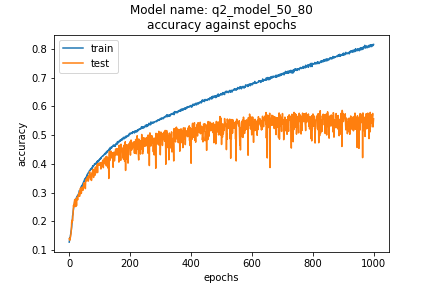 Model name: q2_model_50_80
accuracy against epochs
train
test
accuracy
0.8
0.7
0.6
0.5
0.4
0.3
0.2
0.1
0
200
400
600
800
1000
epochs